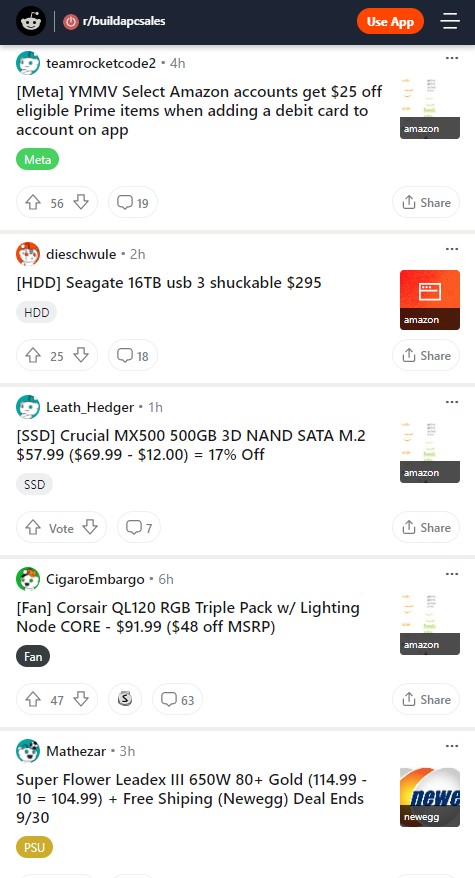 r/buildapcsales
Use App
teamrocketcode2 • 4h
[Meta] YMMV Select Amazon accounts get $25 off
eligible Prime items when adding a debit card to
account on app
amazon
Meta
56
19
Share
dieschwule • 2h
[HDD] Seagate 16TB usb 3 shuckable $295
amazon
HDD
25
18
Share
Leath_Hedger • 1h
[SSD] Crucial MX500 500GB 3D NAND SATA M.2
$57.99 ($69.99 - $12.00) = 17% Off
amazon
SSD
Vote
7
Share
CigaroEmbargo • 6h
[Fan] Corsair QL120 RGB Triple Pack w/ Lighting
Node CORE - $91.99 ($48 off MSRP)
amazon
Fan
47
S
63
Share
Mathezar • 3h
Super Flower Leadex III 650W 80+ Gold (114.99 -
10 = 104.99) + Free Shiping (Newegg) Deal Ends
9/30
newe
newegg
PSU